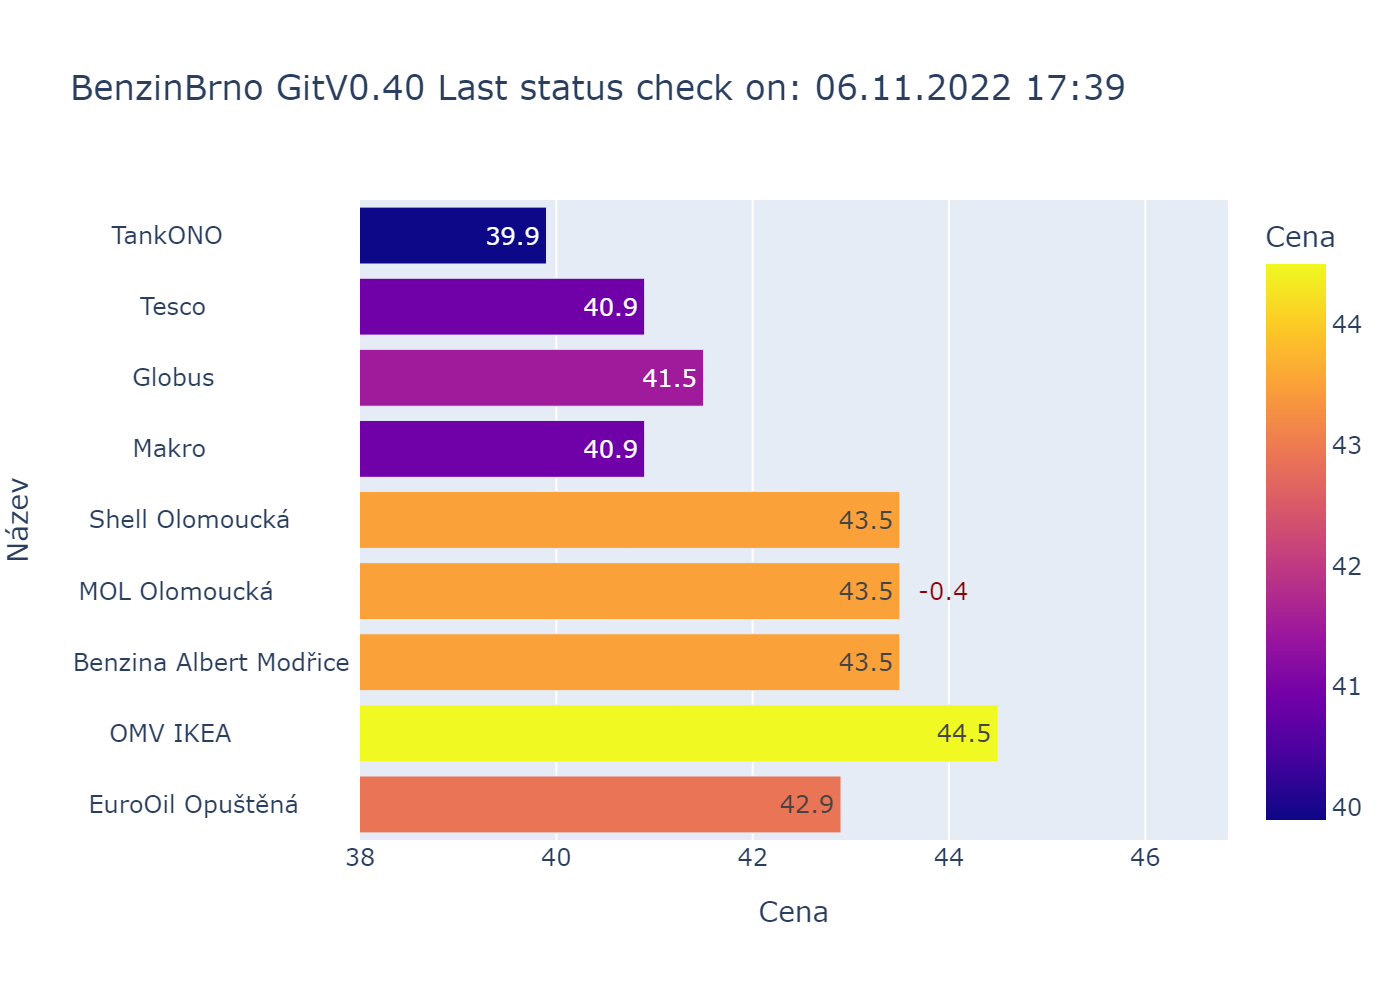 BenzinBrno GitV0.40 Last status check on: 06.11.2022 17:39
TankONO 39.9
Tesco 40.9
Globus 41.5
Makro 40.9
Shell Olomoucká 43.5
MOL Olomoucká 43.5 -0.4
Benzina Albert Modřice 43.5
OMV IKEA 44.5
EuroOil Opuštěná 42.9
38 40 42 44 46
Cena
Název
Cena
44
43
42
41
40